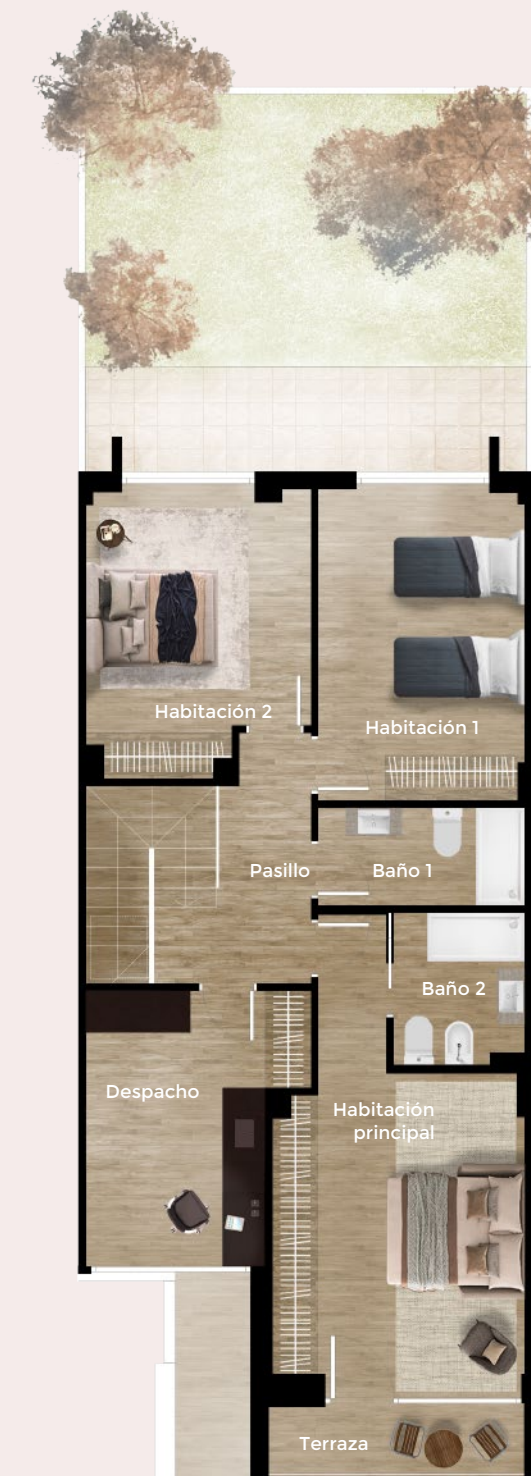 Habitación 2
Habitación 1
Pasillo
Baño 1
Baño 2
Despacho
Habitación
principal
Terraza